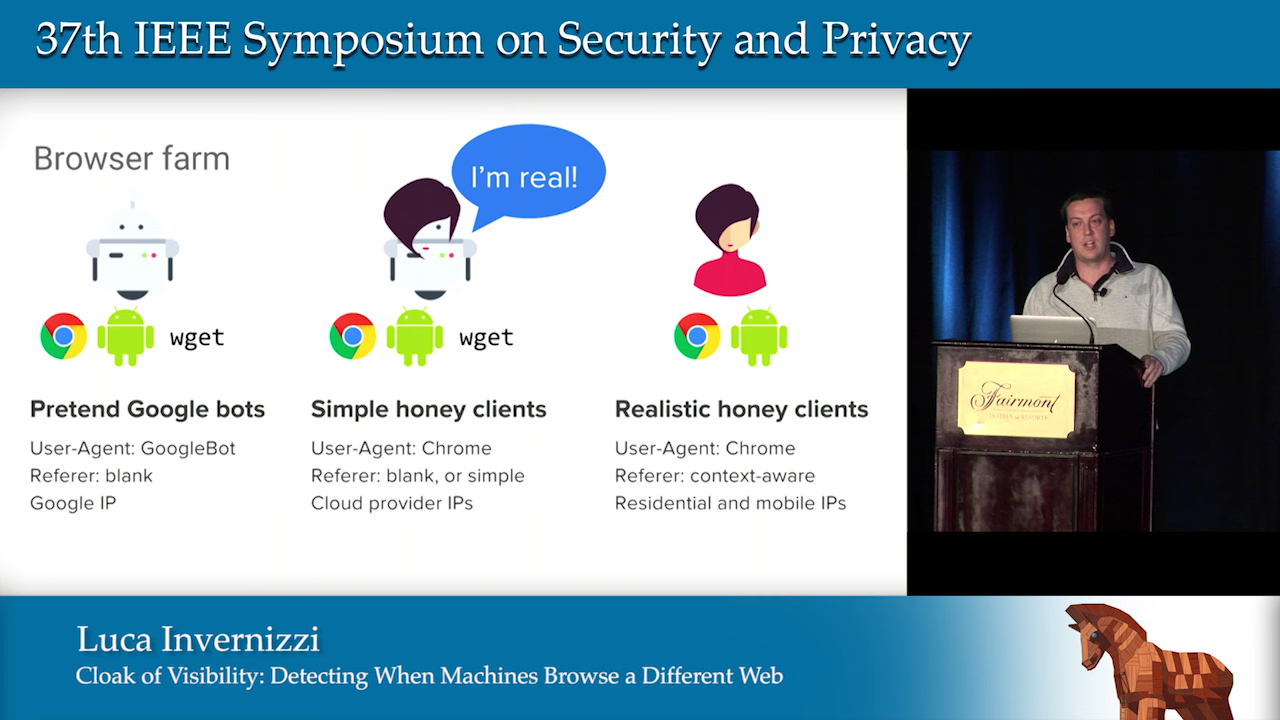 37th IEEE Symposium on Security and Privacy
Browser farm
I'm real!
wget
wget
Pretend Google bots
User-Agent: GoogleBot
Referer: blank
Google IP
Simple honey clients
User-Agent: Chrome
Referer: blank, or simple
Cloud provider IPs
Realistic honey clients
User-Agent: Chrome
Referer: context-aware
Residential and mobile IPs
Fairmont
HOTELS & RESORTS
Luca Invernizzi
Cloak of Visibility: Detecting When Machines Browse a Different Web